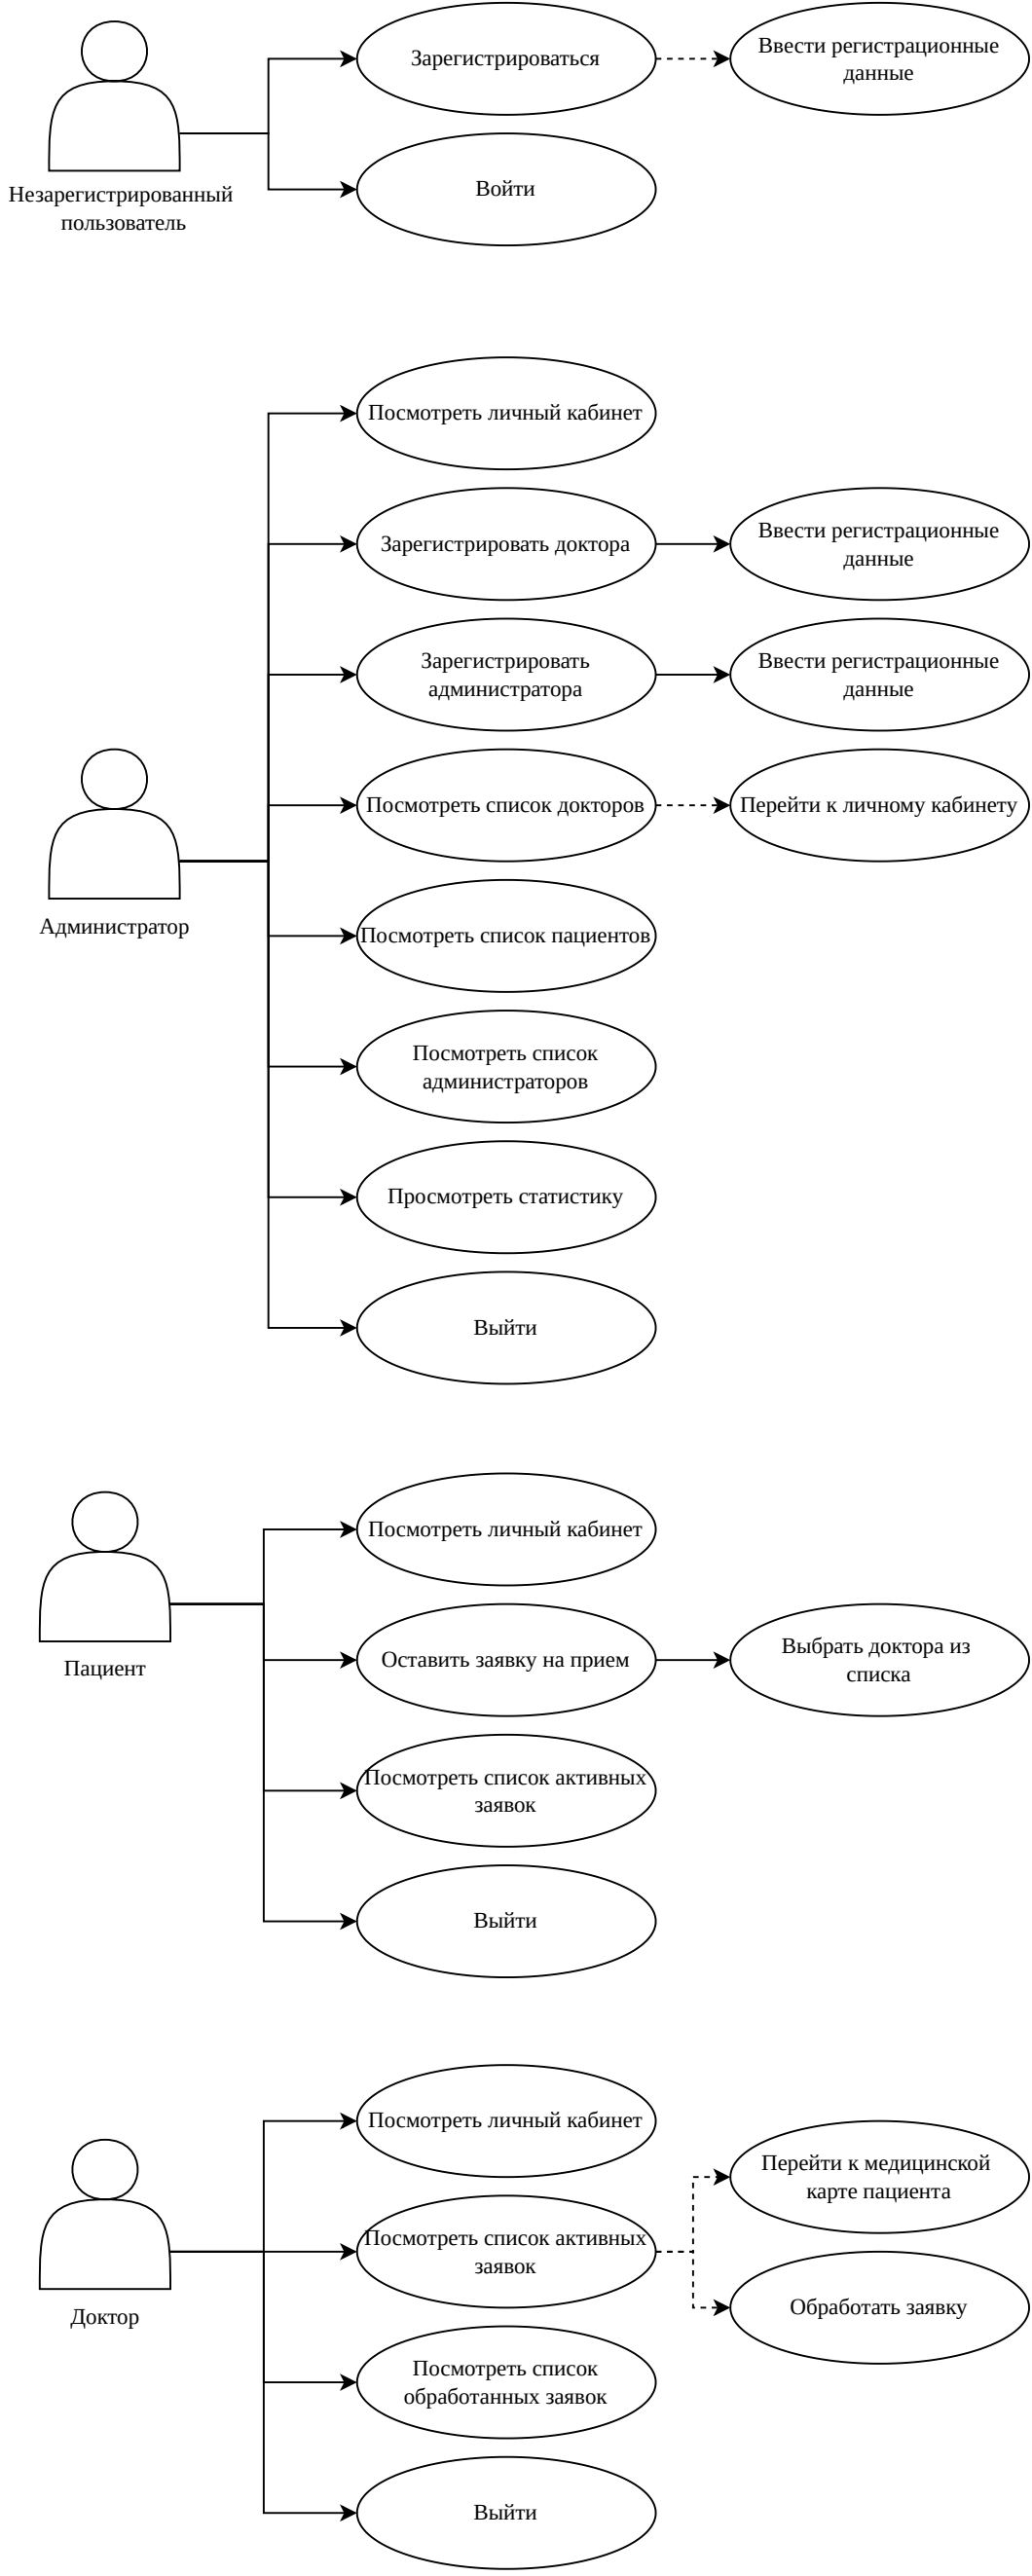 Зарегистрироваться
Ввести регистрационные
данные
Войти
Незарегистрированный
пользователь
Посмотреть личный кабинет
Зарегистрировать доктора
Ввести регистрационные
данные
Зарегистрировать
администратора
Ввести регистрационные
данные
Посмотреть список докторов
Перейти к личному кабинету
Администратор
Посмотреть список пациентов
Посмотреть список
администраторов
Просмотреть статистику
Выйти
Посмотреть личный кабинет
Пациент
Оставить заявку на прием
Выбрать доктора из
списка
Посмотреть список активных
заявок
Выйти
Посмотреть личный кабинет
Доктор
Посмотреть список активных
заявок
Перейти к медицинской
карте пациента
Обработать заявку
Посмотреть список
обработанных заявок
Выйти